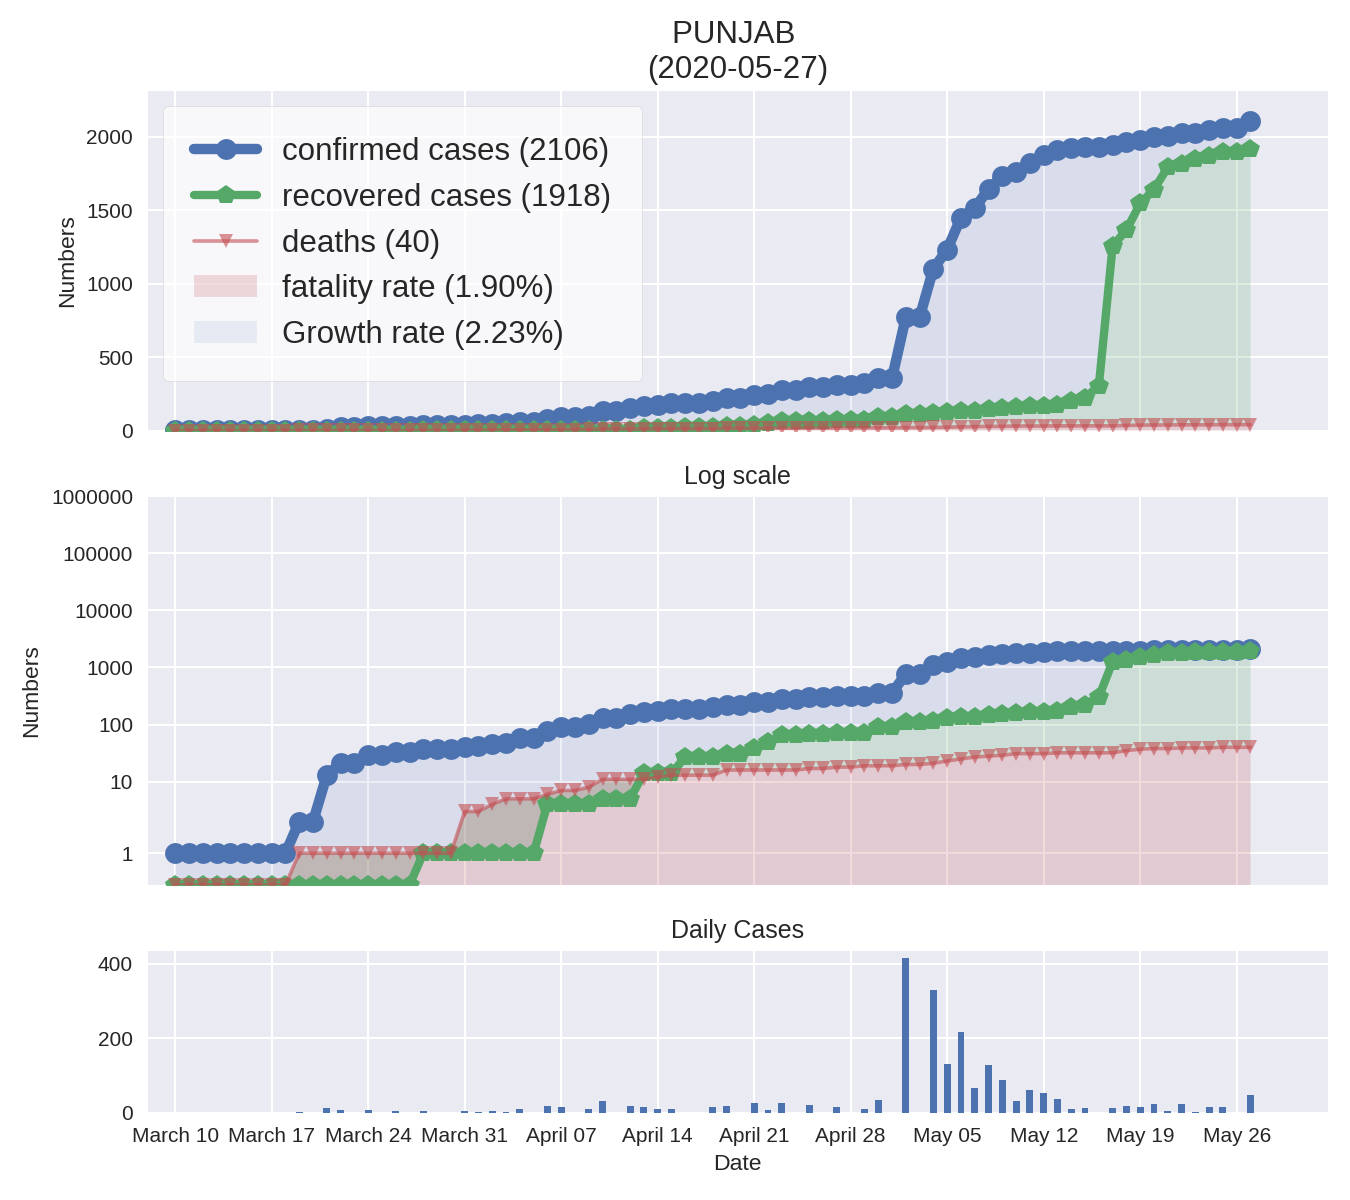 PUNJAB
(2020-05-27)
Numbers
2000
1500
1000
500
0
confirmed cases (2106)
recovered cases (1918)
deaths (40)
fatality rate (1.90%)
Growth rate (2.23%)
Log scale
Numbers
1000000
100000
10000
1000
100
10
1
Daily Cases
400
200
0
March 10 March 17 March 24 March 31 April 07 April 14 April 21 April 28 May 05 May 12 May 19 May 26
Date